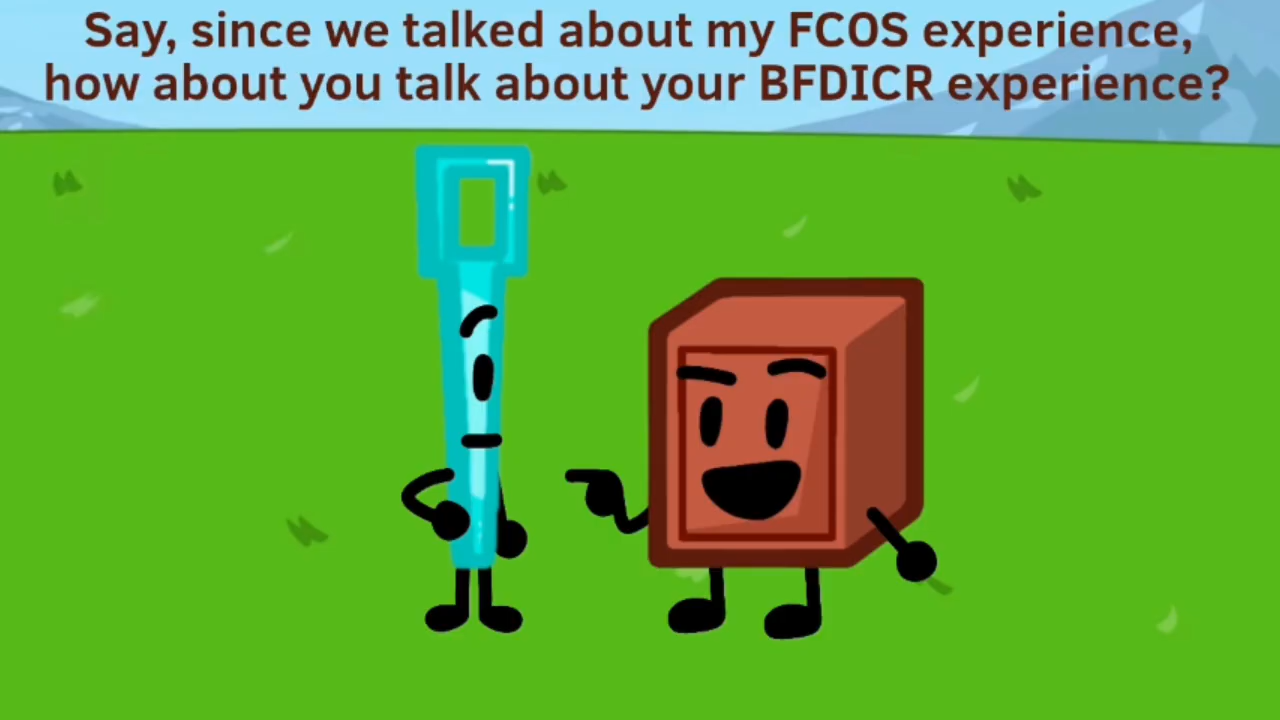 Say, since we talked about my FCOS experience,
how about you talk about your BFDICR experience?